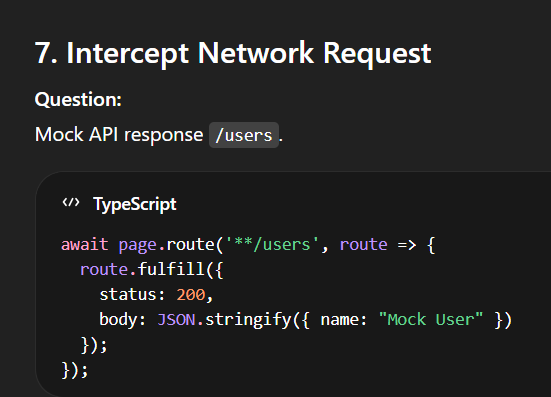 7. Intercept Network Request
Question:
Mock API response /users.
</> TypeScript
await page.route('**/users', route => {
  route.fulfill({
    status: 200,
    body: JSON.stringify({ name: "Mock User" })
  });
});